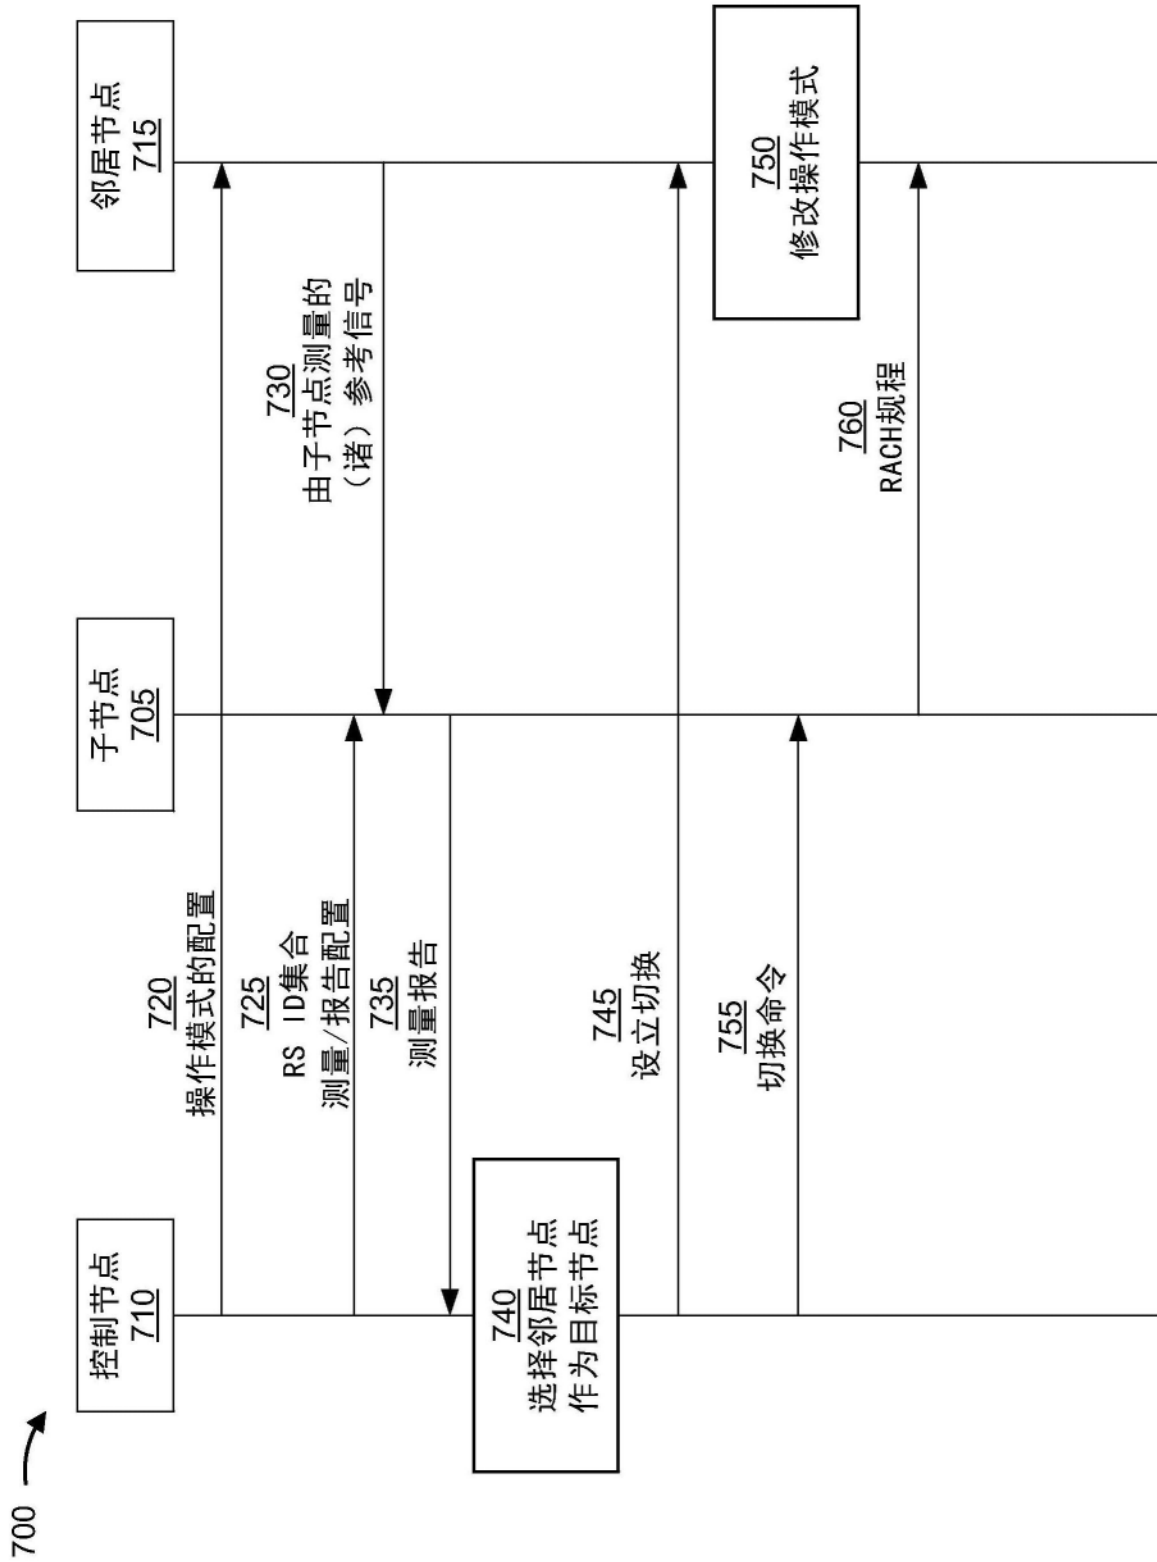 700
控制节点
710
子节点
705
邻居节点
715
720
操作模式的配置
725
RS ID集合
测量/报告配置
730
由子节点测量的
（诸）参考信号
735
测量报告
740
选择邻居节点
作为目标节点
745
设立切换
750
修改操作模式
755
切换命令
760
RACH规程